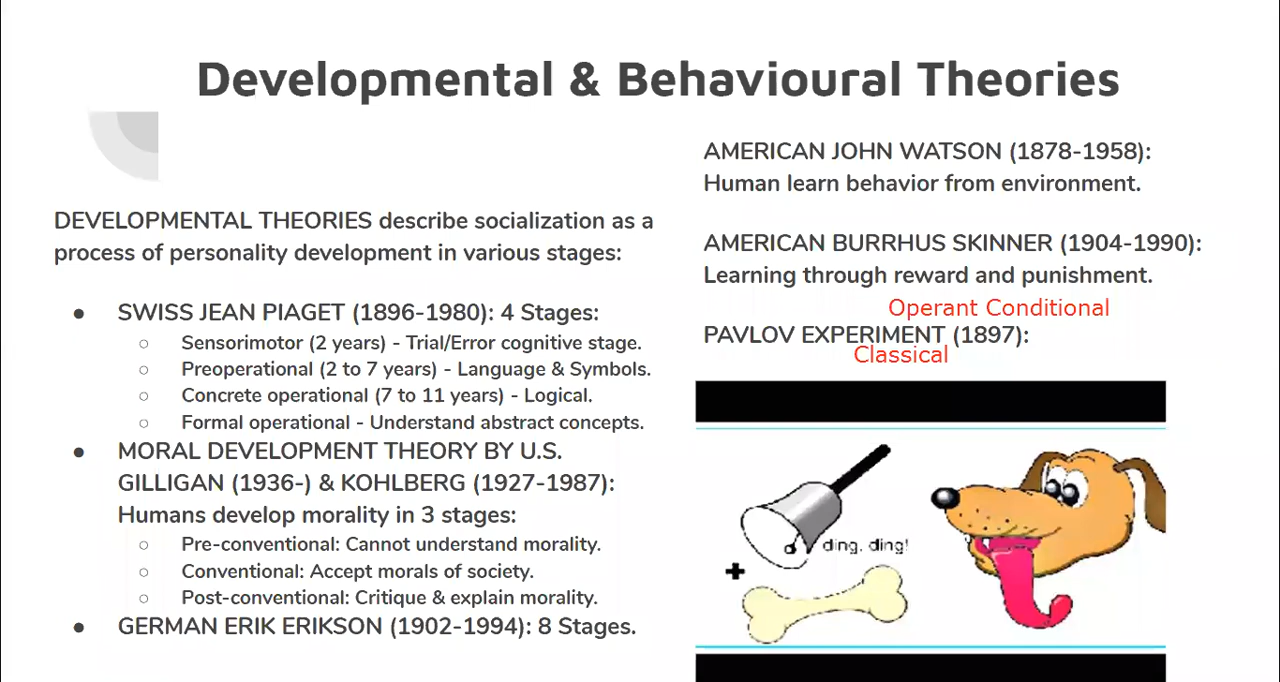 Developmental & Behavioural Theories
DEVELOPMENTAL THEORIES describe socialization as a
process of personality development in various stages:
● SWISS JEAN PIAGET (1896-1980): 4 Stages:
○ Sensorimotor (2 years) - Trial/Error cognitive stage.
○ Preoperational (2 to 7 years) - Language & Symbols.
○ Concrete operational (7 to 11 years) - Logical.
○ Formal operational - Understand abstract concepts.
● MORAL DEVELOPMENT THEORY BY U.S.
GILLIGAN (1936-) & KOHLBERG (1927-1987):
Humans develop morality in 3 stages:
○ Pre-conventional: Cannot understand morality.
○ Conventional: Accept morals of society.
○ Post-conventional: Critique & explain morality.
● GERMAN ERIK ERIKSON (1902-1994): 8 Stages.
AMERICAN JOHN WATSON (1878-1958):
Human learn behavior from environment.
AMERICAN BURRHUS SKINNER (1904-1990):
Learning through reward and punishment.
Operant Conditional
PAVLOV EXPERIMENT (1897):
Classical
ding, ding!
+